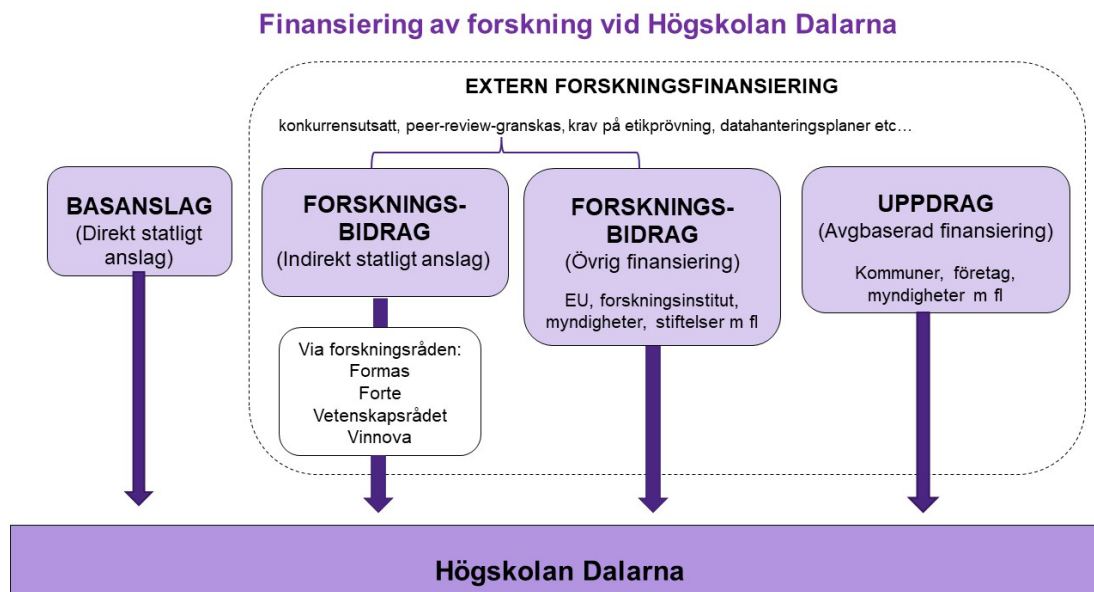 Finansiering av forskning vid Högskolan Dalarna
EXTERN FORSKNINGSFINANSIERING
konkurrensutsatt, peer-review-granskas, krav på etikprövning, datahanteringsplaner etc…
BASANSLAG
(Direkt statligt
anslag)
FORSKNINGS-
BIDRAG
(Indirekt statligt anslag)
Via forskningsråden:
Formas
Forte
Vetenskapsrådet
Vinnova
FORSKNINGS-
BIDRAG
(Övrig finansiering)
EU, forskningsinstitut,
myndigheter, stiftelser m fl
UPPDRAG
(Avgbaserad finansiering)
Kommuner, företag,
myndigheter m fl
Högskolan Dalarna